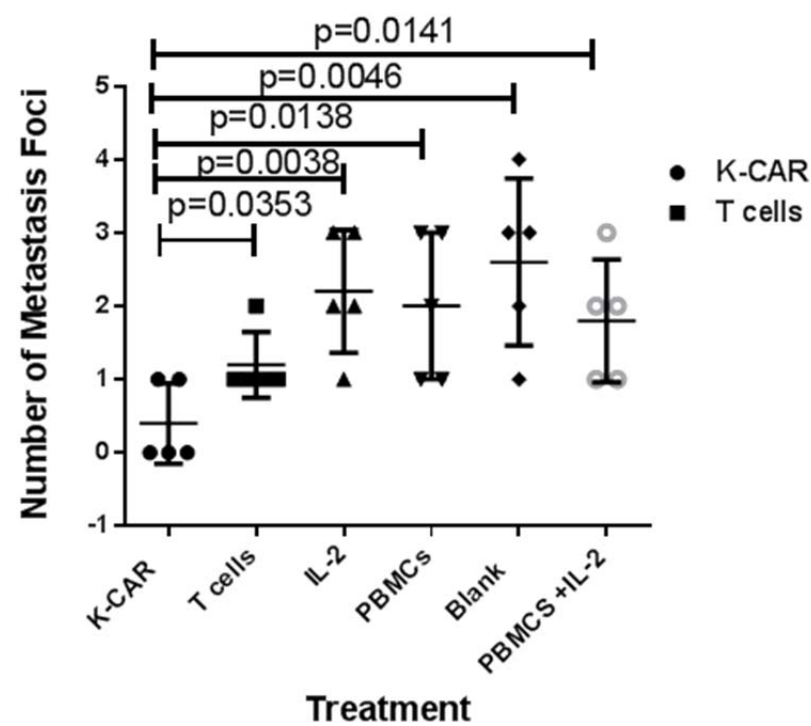 p=0.0141
p=0.0046
p=0.0138
p=0.0038
p=0.0353
5
4
3
2
1
0
-1
Number of Metastasis Foci
K-CAR
T cells
IL-2
PBMCs
Blank
PBMCS +IL-2
Treatment
K-CAR
T cells